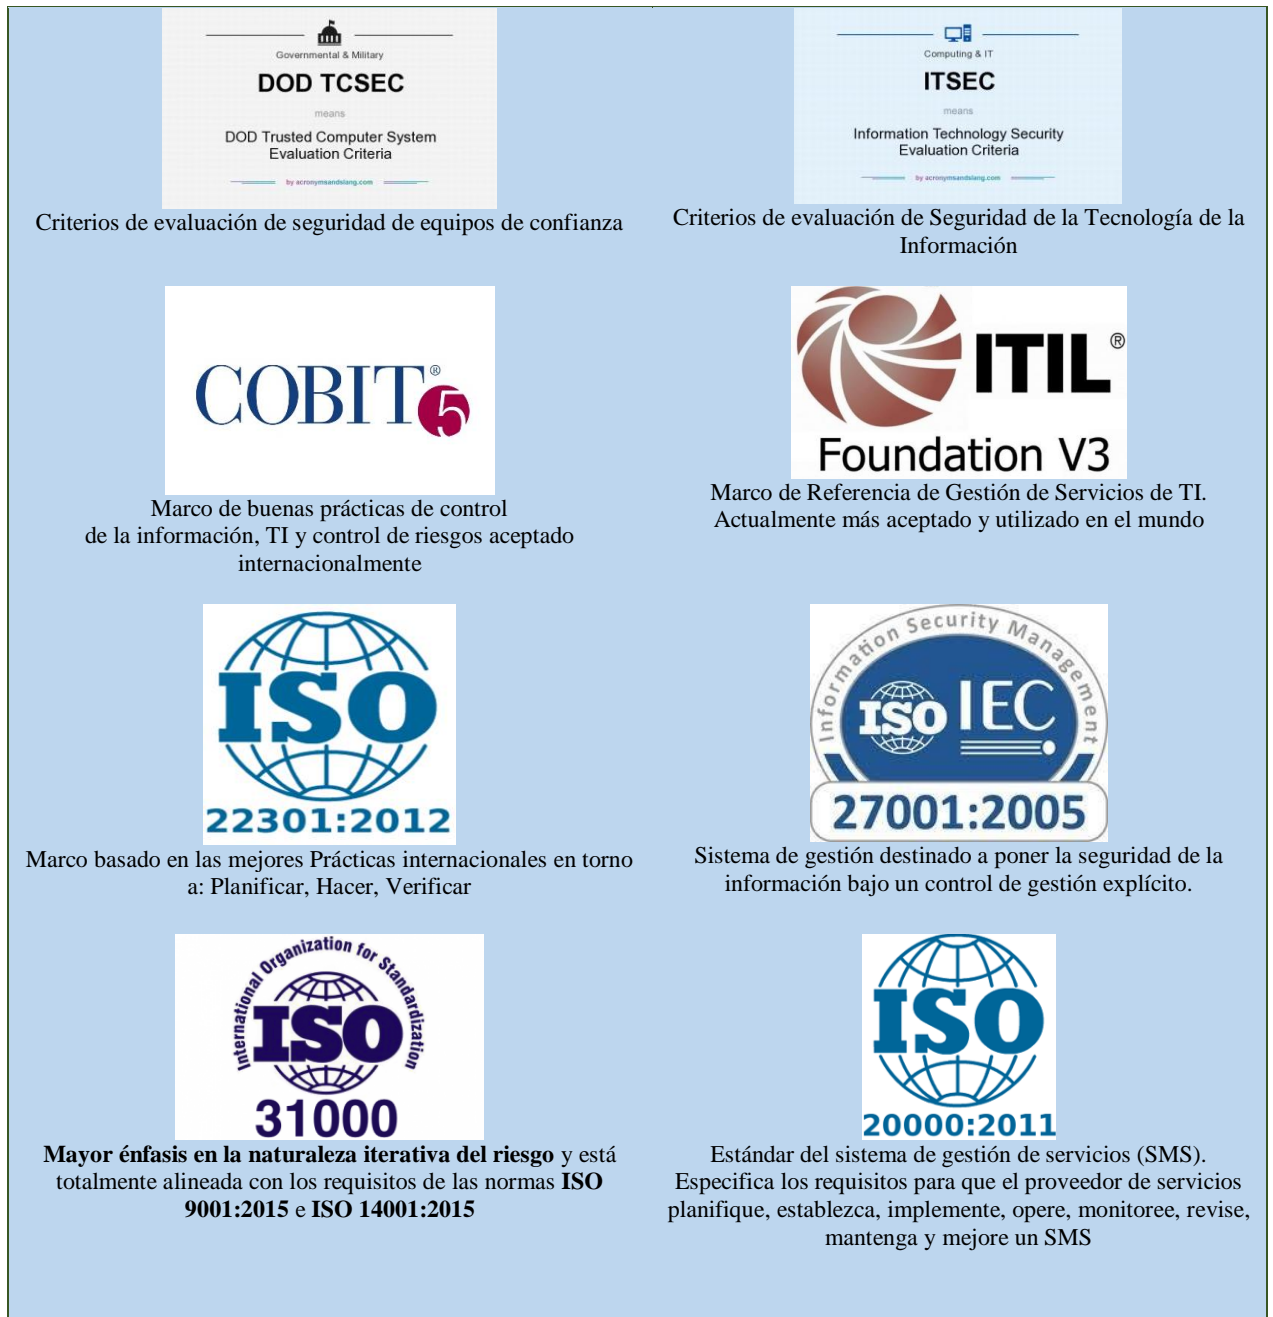 Governmental & Military
DOD TCSEC
means
DOD Trusted Computer System
Evaluation Criteria
by acronymsandslang.com
Criterios de evaluación de seguridad de equipos de confianza
Computing & IT
ITSEC
means
Information Technology Security
Evaluation Criteria
by acronymsandslang.com
Criterios de evaluación de Seguridad de la Tecnología de la
Información
COBIT® 5
Marco de buenas prácticas de control
de la información, TI y control de riesgos aceptado
internacionalmente
ITIL®
Foundation V3
Marco de Referencia de Gestión de Servicios de TI.
Actualmente más aceptado y utilizado en el mundo
ISO
22301:2012
Marco basado en las mejores Prácticas internacionales en torno
a: Planificar, Hacer, Verificar
Information Security Management
ISO IEC
27001:2005
Sistema de gestión destinado a poner la seguridad de la
información bajo un control de gestión explícito.
International Organization for Standardization
ISO
31000
Mayor énfasis en la naturaleza iterativa del riesgo y está
totalmente alineada con los requisitos de las normas ISO
9001:2015 e ISO 14001:2015
ISO
20000:2011
Estándar del sistema de gestión de servicios (SMS).
Especifica los requisitos para que el proveedor de servicios
planifique, establezca, implemente, opere, monitoree, revise,
mantenga y mejore un SMS